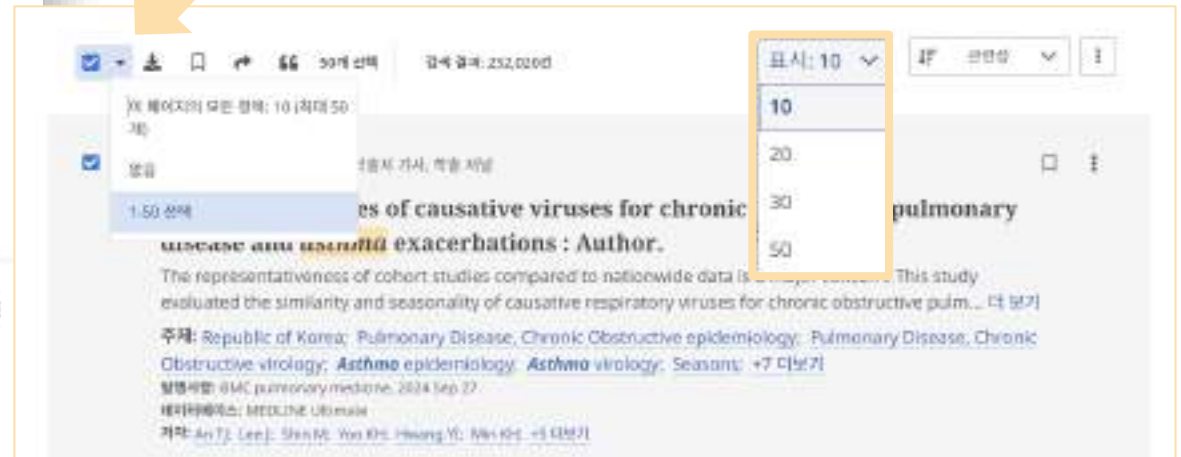 50개 선택 검색 결과: 232,020건 표시: 10 관련성
이 페이지의 모든 항목: 10 (최대 50
개)
없음
1-50 선택
10
20
30
50
기사, 학술 저널
es of causative viruses for chronic pulmonary
disease and asthma exacerbations : Author.
The representativeness of cohort studies compared to nationwide data is a major This study
evaluated the similarity and seasonality of causative respiratory viruses for chronic obstructive pulm... 더 보기
주제: Republic of Korea; Pulmonary Disease, Chronic Obstructive epidemiology; Pulmonary Disease, Chronic
Obstructive virology; Asthma epidemiology; Asthma virology; Seasons; +7 더보기
발행사항: BMC pulmonary medicine, 2024 Sep 27
데이터베이스: MEDLINE Ultimate
저자: An TJ; Lee J; Shin M; Yoo KH; Hwang YI; Min KH; +5 더보기